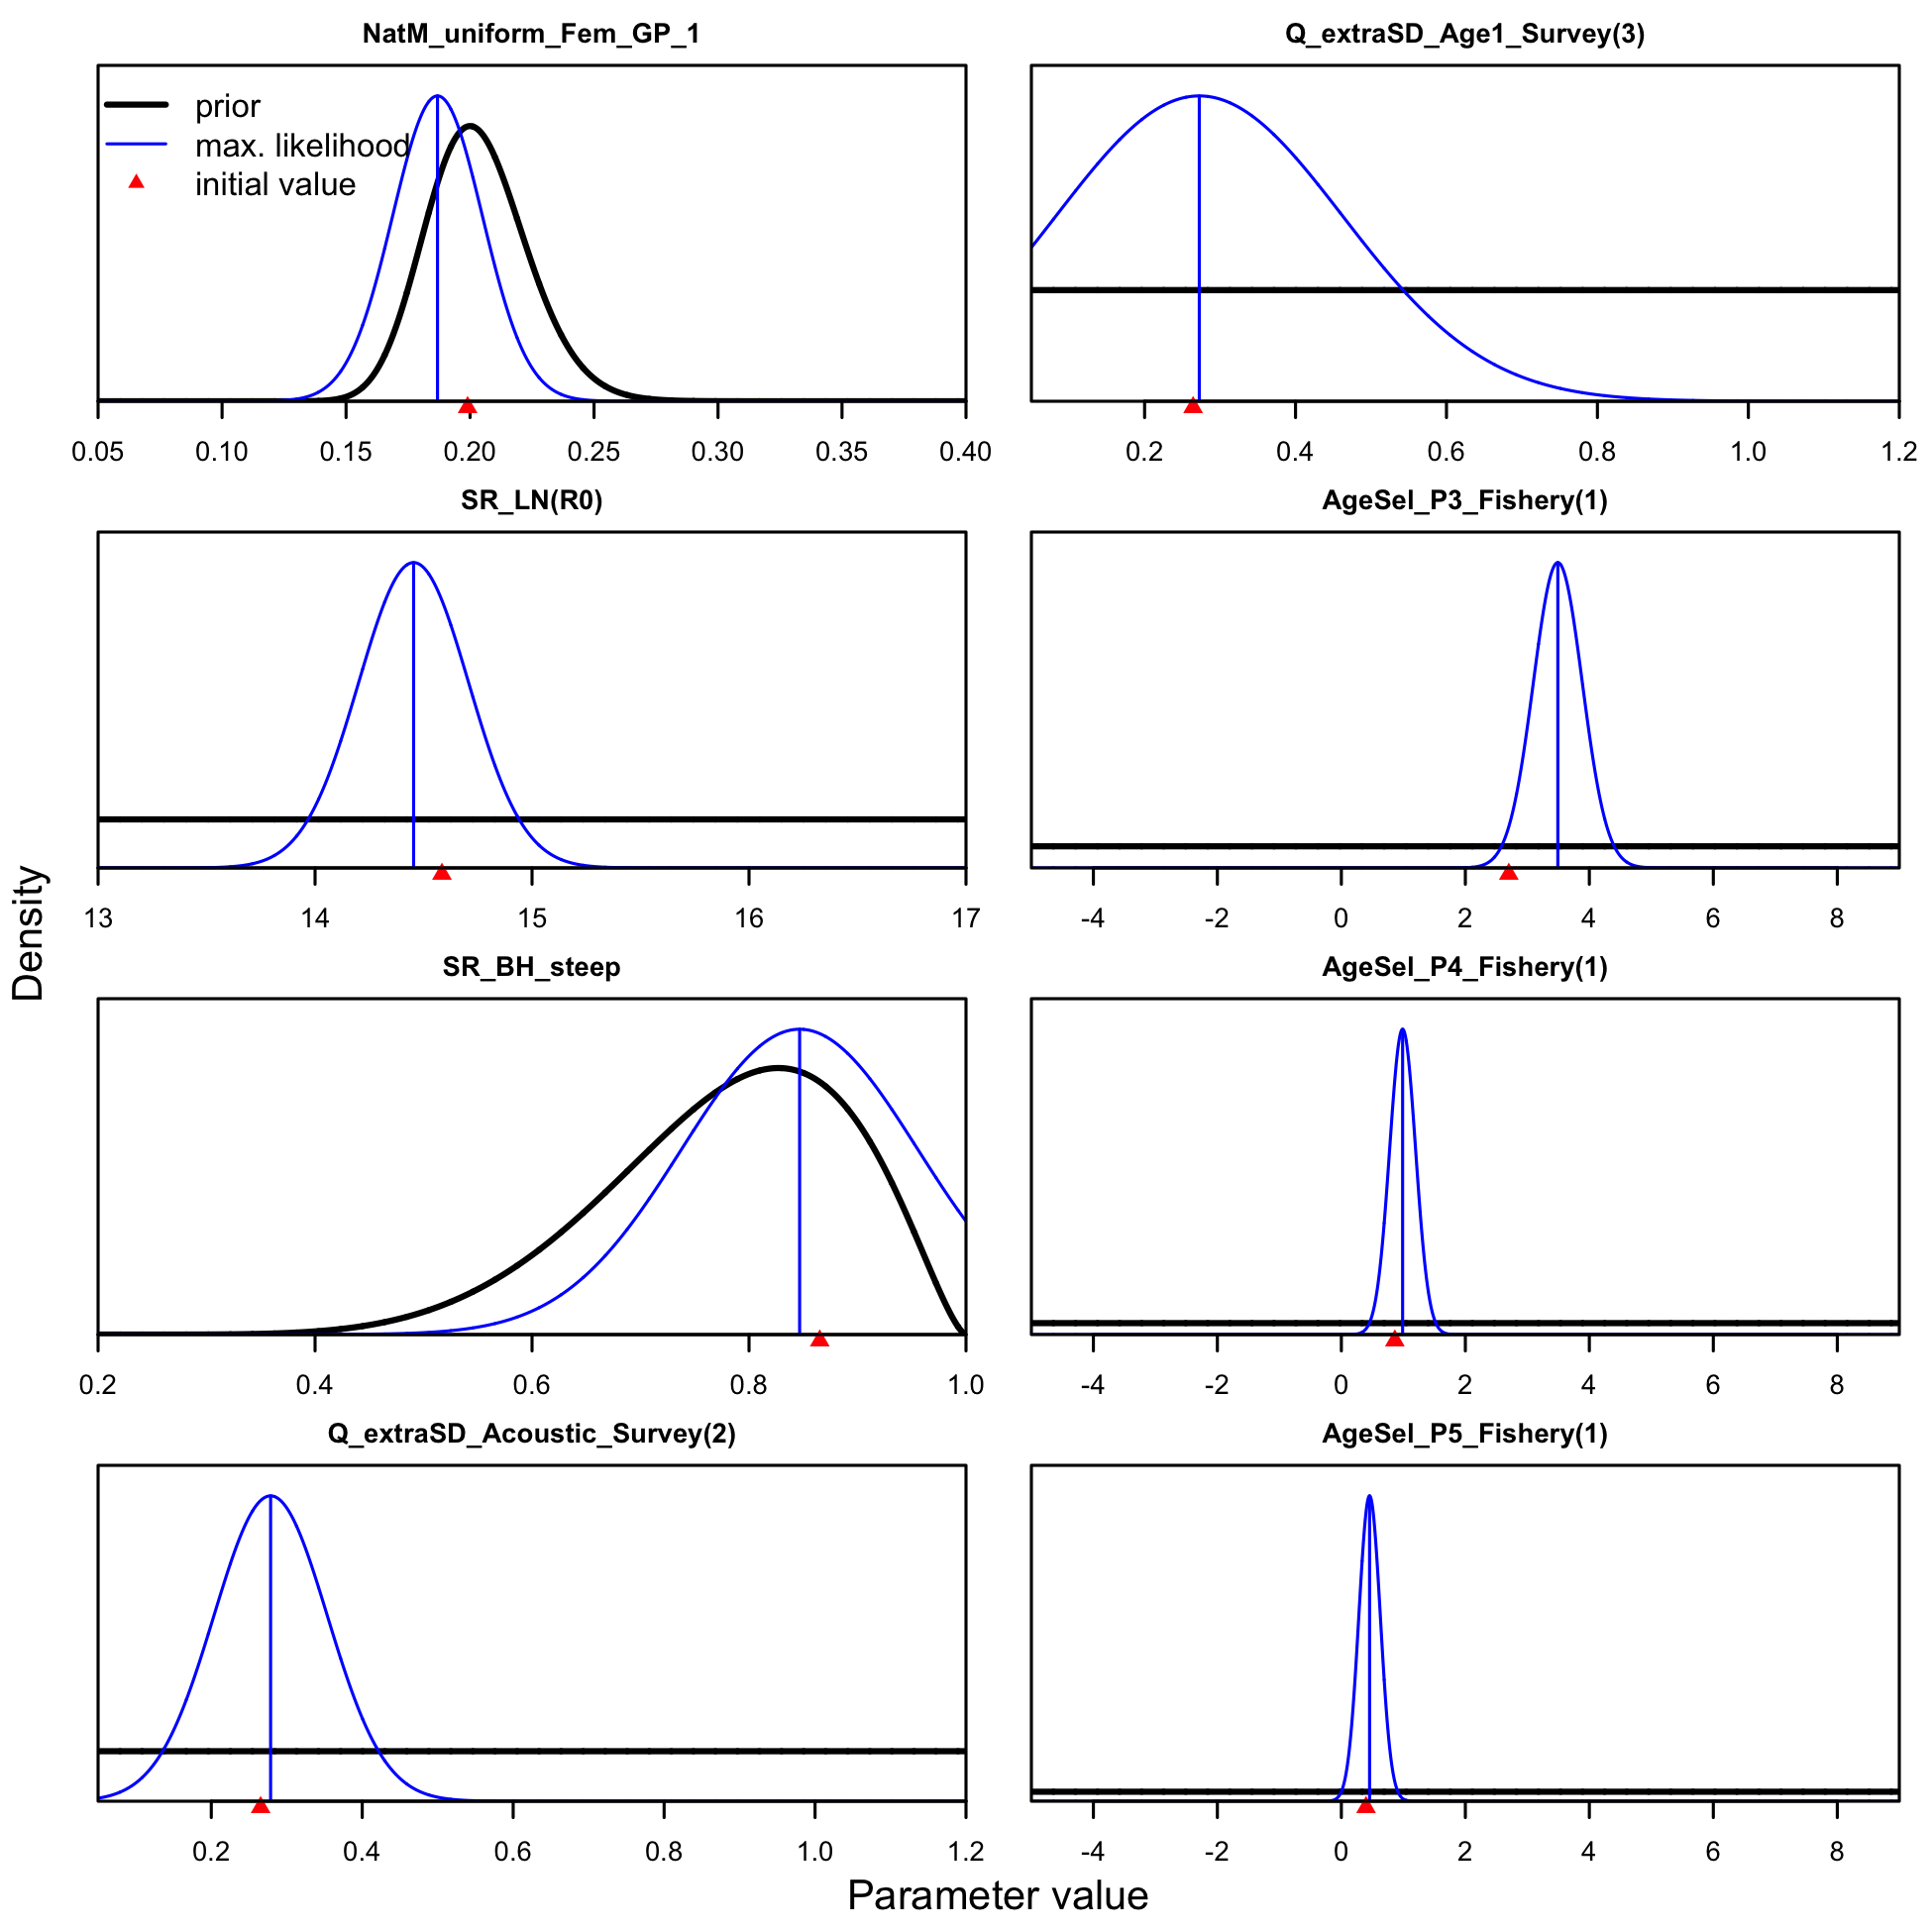 NatM_uniform_Fem_GP_1
prior
max. likelihood
initial value
0.05 0.10 0.15 0.20 0.25 0.30 0.35 0.40
Q_extraSD_Age1_Survey(3)
0.2 0.4 0.6 0.8 1.0 1.2
SR_LN(R0)
13 14 15 16 17
AgeSel_P3_Fishery(1)
-4 -2 0 2 4 6 8
SR_BH_steep
0.2 0.4 0.6 0.8 1.0
AgeSel_P4_Fishery(1)
-4 -2 0 2 4 6 8
Q_extraSD_Acoustic_Survey(2)
0.2 0.4 0.6 0.8 1.0 1.2
AgeSel_P5_Fishery(1)
-4 -2 0 2 4 6 8
Density
Parameter value